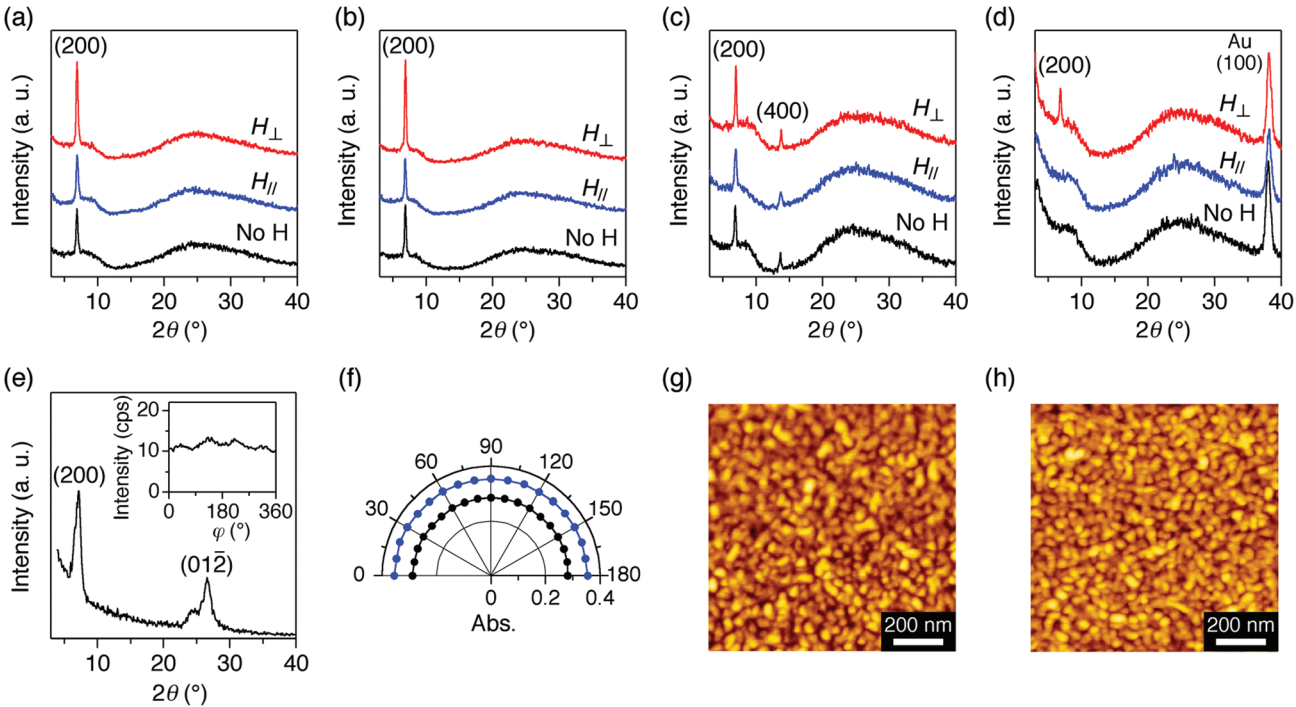 (a)
(200)
H⊥
H//
No H
Intensity (a. u.)
10 20 30 40
2θ (°)
(b)
(200)
H⊥
H//
No H
Intensity (a. u.)
10 20 30 40
2θ (°)
(c)
(200)
(400)
H⊥
H//
No H
Intensity (a. u.)
10 20 30 40
2θ (°)
(d)
Au
(100)
(200)
H⊥
H//
No H
Intensity (a. u.)
10 20 30 40
2θ (°)
(e)
(200)
(012̄)
Intensity (a. u.)
10 20 30 40
2θ (°)
20
10
0
Intensity (cps)
0 180 360
φ (°)
(f)
0
30
60
90
120
150
180
0 0.2 0.4
Abs.
(g)
200 nm
(h)
200 nm